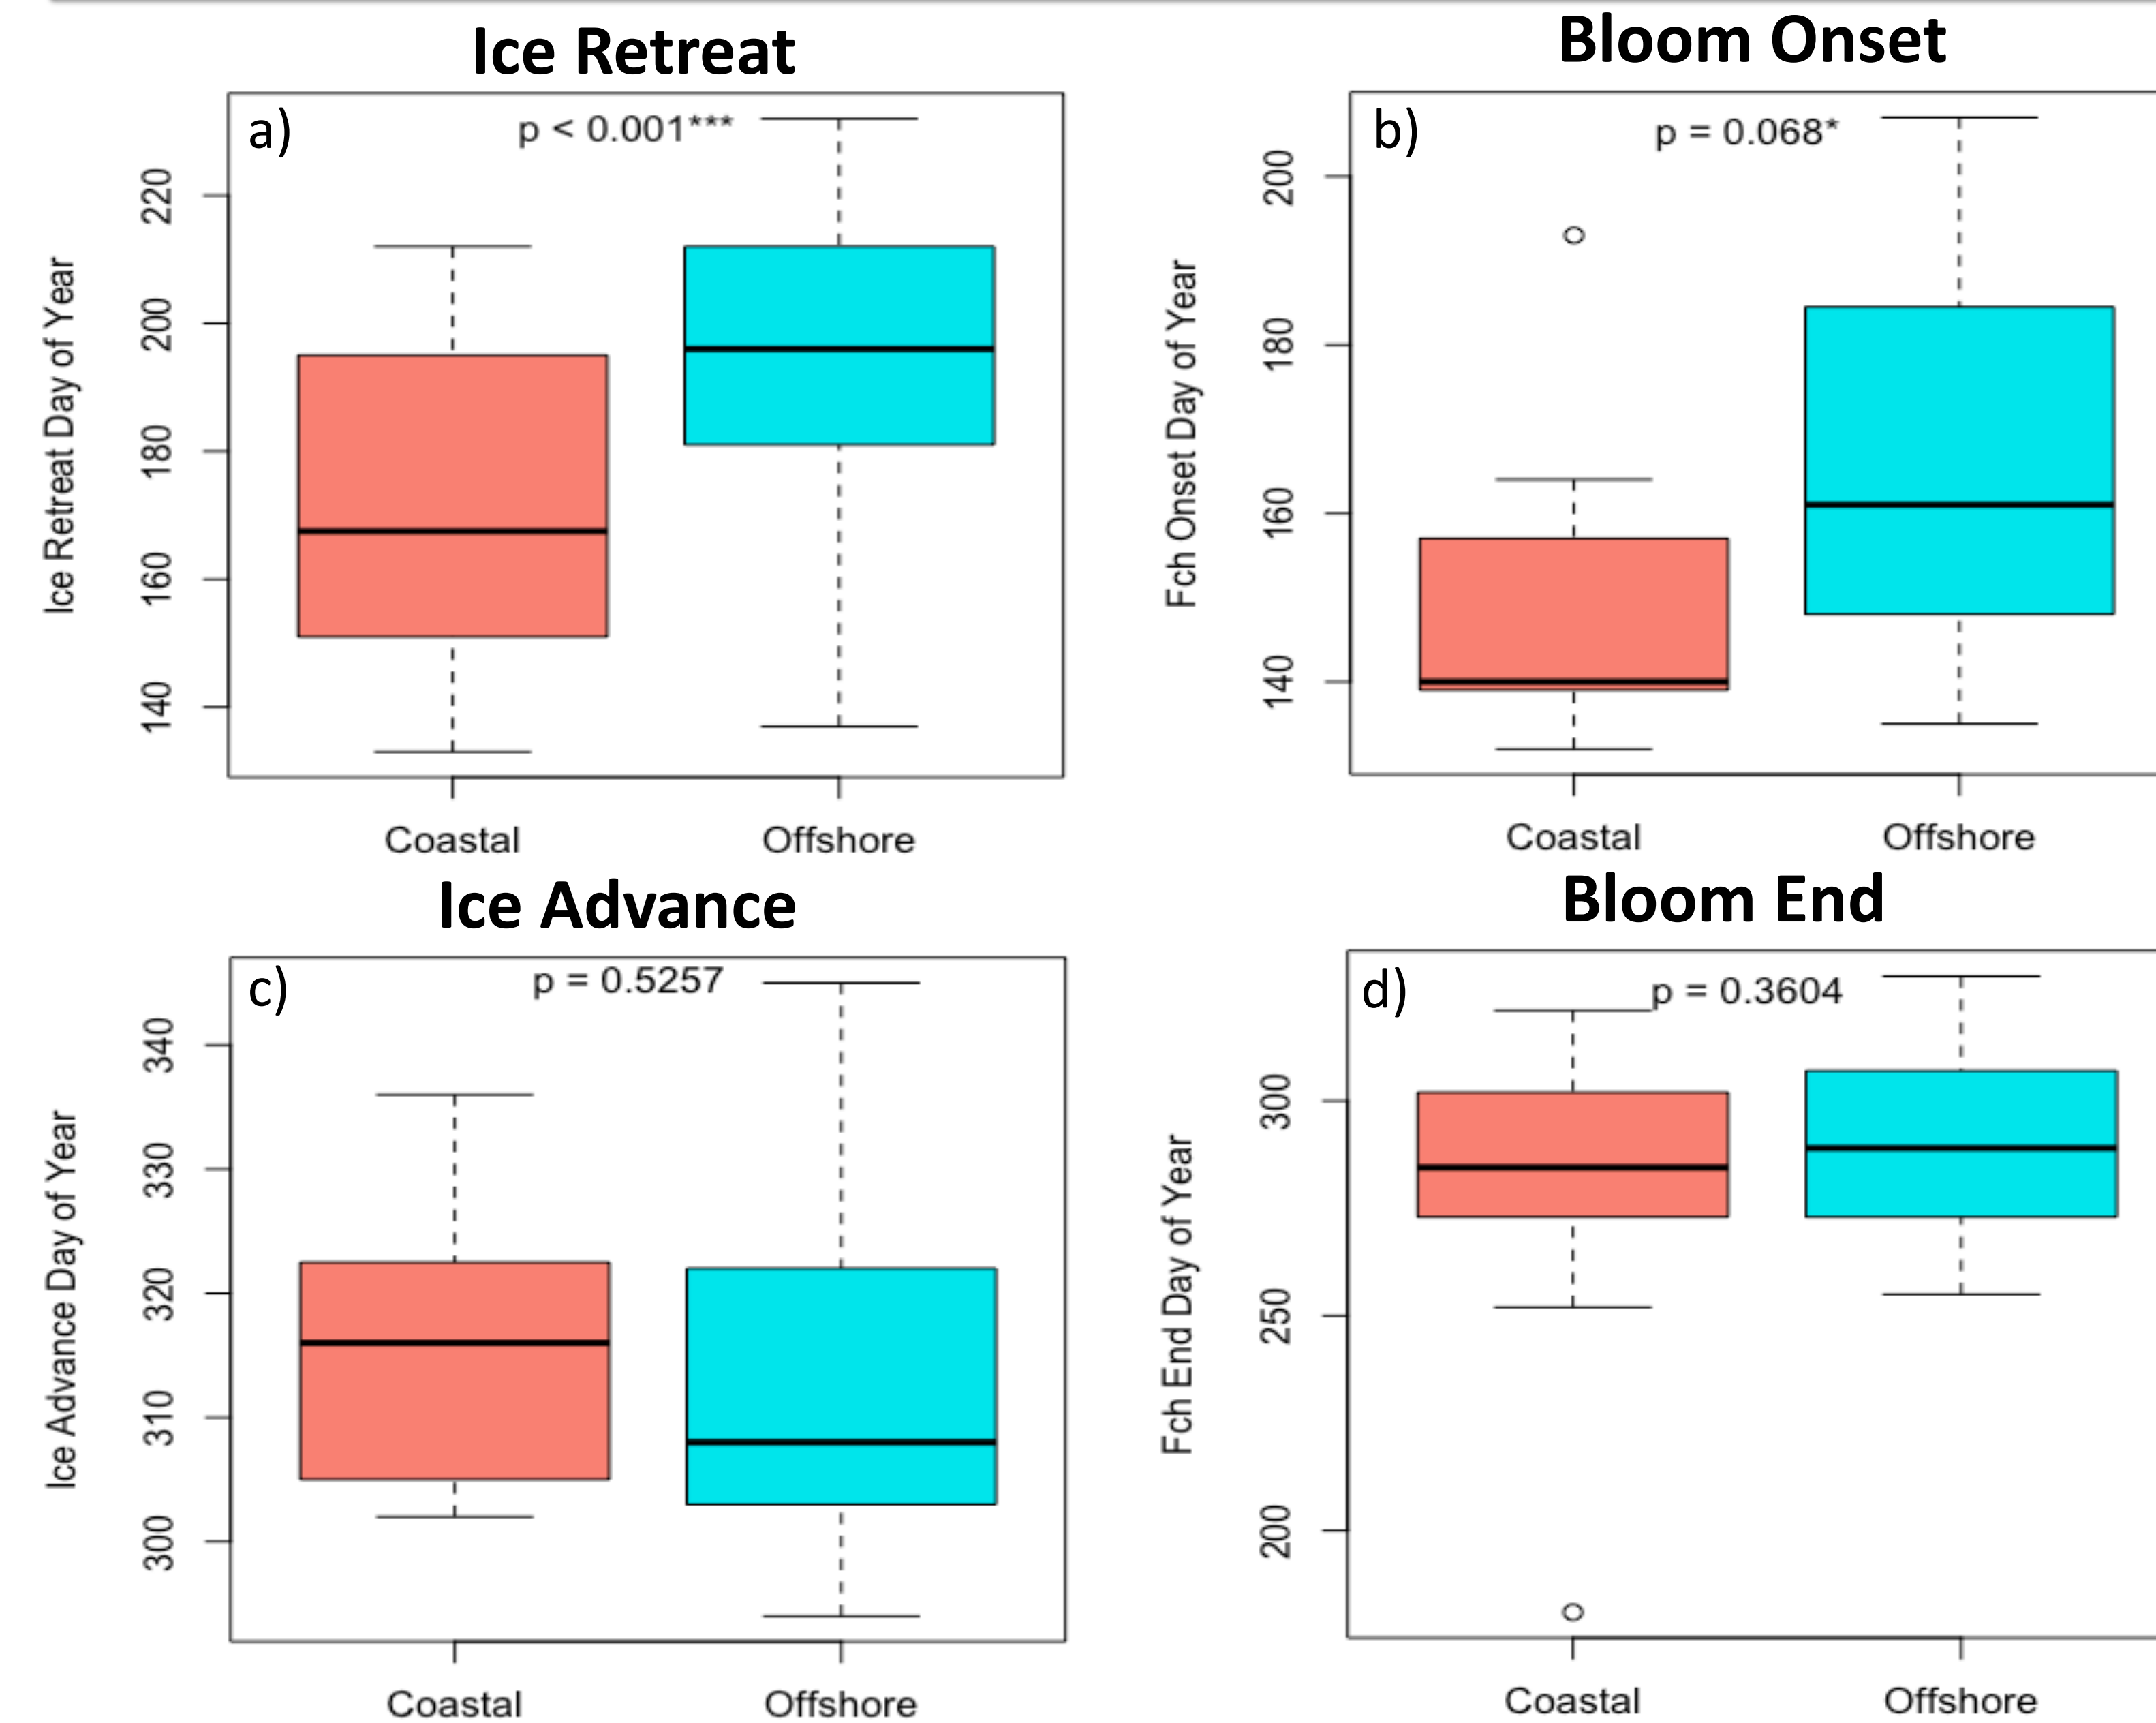 Ice Retreat
a)
p < 0.001***
Ice Retreat Day of Year
220
200
180
160
140
Coastal
Offshore
Bloom Onset
b)
p = 0.068*
Fch Onset Day of Year
200
180
160
140
Coastal
Offshore
Ice Advance
c)
p = 0.5257
Ice Advance Day of Year
340
330
320
310
300
Coastal
Offshore
Bloom End
d)
p = 0.3604
Fch End Day of Year
300
250
200
Coastal
Offshore